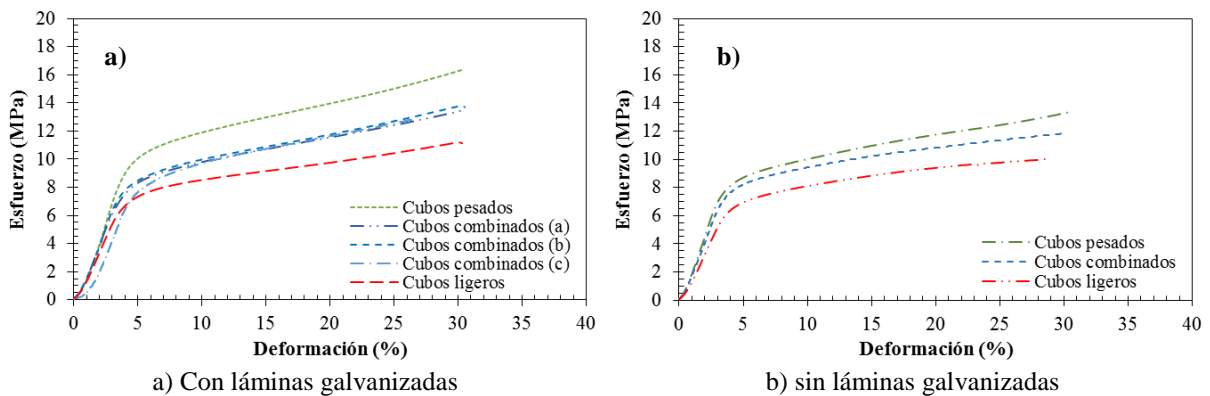 a)
20
18
16
14
12
10
8
6
4
2
0
Esfuerzo (MPa)
0 5 10 15 20 25 30 35 40
Deformación (%)
Cubos pesados
Cubos combinados (a)
Cubos combinados (b)
Cubos combinados (c)
Cubos ligeros
a) Con láminas galvanizadas
b)
20
18
16
14
12
10
8
6
4
2
0
Esfuerzo (MPa)
0 5 10 15 20 25 30 35 40
Deformación (%)
Cubos pesados
Cubos combinados
Cubos ligeros
b) sin láminas galvanizadas